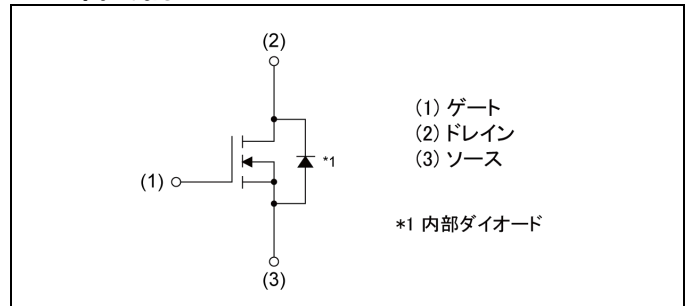 (2)
(1) ゲート
(2) ドレイン
(3) ソース
*1
(1)
*1 内部ダイオード
(3)